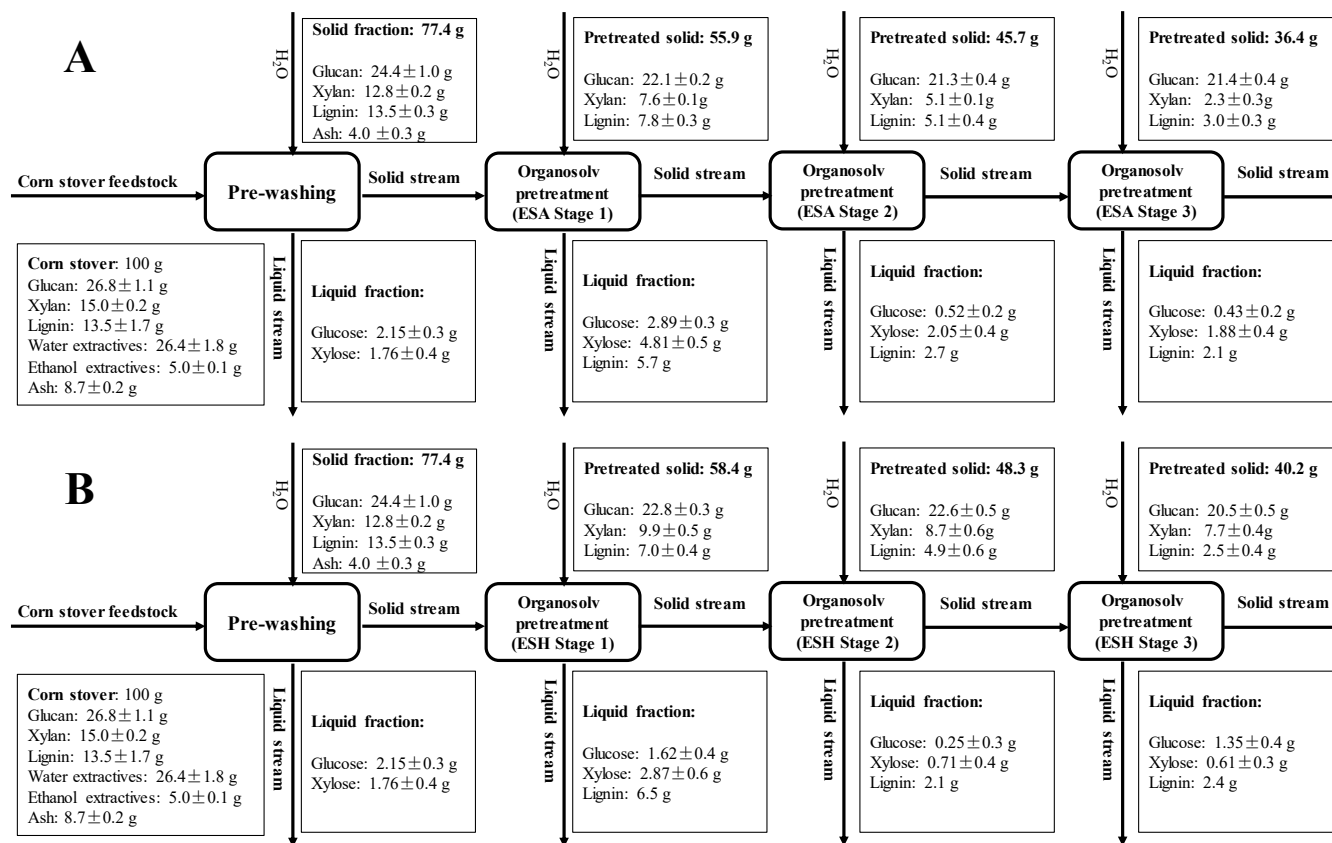 A
H₂O
Solid fraction: 77.4 g
Glucan: 24.4±1.0 g
Xylan: 12.8±0.2 g
Lignin: 13.5±0.3 g
Ash: 4.0 ±0.3 g
H₂O
Pretreated solid: 55.9 g
Glucan: 22.1±0.2 g
Xylan: 7.6±0.1g
Lignin: 7.8±0.3 g
H₂O
Pretreated solid: 45.7 g
Glucan: 21.3±0.4 g
Xylan: 5.1±0.1g
Lignin: 5.1±0.4 g
H₂O
Pretreated solid: 36.4 g
Glucan: 21.4±0.4 g
Xylan: 2.3±0.3g
Lignin: 3.0±0.3 g
Corn stover feedstock
Pre-washing
Solid stream
Organosolv
pretreatment
(ESA Stage 1)
Solid stream
Organosolv
pretreatment
(ESA Stage 2)
Solid stream
Organosolv
pretreatment
(ESA Stage 3)
Solid stream
Corn stover: 100 g
Glucan: 26.8±1.1 g
Xylan: 15.0±0.2 g
Lignin: 13.5±1.7 g
Water extractives: 26.4±1.8 g
Ethanol extractives: 5.0±0.1 g
Ash: 8.7±0.2 g
Liquid stream
Liquid fraction:
Glucose: 2.15±0.3 g
Xylose: 1.76±0.4 g
Liquid stream
Liquid fraction:
Glucose: 2.89±0.3 g
Xylose: 4.81±0.5 g
Lignin: 5.7 g
Liquid stream
Liquid fraction:
Glucose: 0.52±0.2 g
Xylose: 2.05±0.4 g
Lignin: 2.7 g
Liquid stream
Liquid fraction:
Glucose: 0.43±0.2 g
Xylose: 1.88±0.4 g
Lignin: 2.1 g
B
H₂O
Solid fraction: 77.4 g
Glucan: 24.4±1.0 g
Xylan: 12.8±0.2 g
Lignin: 13.5±0.3 g
Ash: 4.0 ±0.3 g
H₂O
Pretreated solid: 58.4 g
Glucan: 22.8±0.3 g
Xylan: 9.9±0.5 g
Lignin: 7.0±0.4 g
H₂O
Pretreated solid: 48.3 g
Glucan: 22.6±0.5 g
Xylan: 8.7±0.6g
Lignin: 4.9±0.6 g
H₂O
Pretreated solid: 40.2 g
Glucan: 20.5±0.5 g
Xylan: 7.7±0.4g
Lignin: 2.5±0.4 g
Corn stover feedstock
Pre-washing
Solid stream
Organosolv
pretreatment
(ESH Stage 1)
Solid stream
Organosolv
pretreatment
(ESH Stage 2)
Solid stream
Organosolv
pretreatment
(ESH Stage 3)
Solid stream
Corn stover: 100 g
Glucan: 26.8±1.1 g
Xylan: 15.0±0.2 g
Lignin: 13.5±1.7 g
Water extractives: 26.4±1.8 g
Ethanol extractives: 5.0±0.1 g
Ash: 8.7±0.2 g
Liquid stream
Liquid fraction:
Glucose: 2.15±0.3 g
Xylose: 1.76±0.4 g
Liquid stream
Liquid fraction:
Glucose: 1.62±0.4 g
Xylose: 2.87±0.6 g
Lignin: 6.5 g
Liquid stream
Liquid fraction:
Glucose: 0.25±0.3 g
Xylose: 0.71±0.4 g
Lignin: 2.1 g
Liquid stream
Liquid fraction:
Glucose: 1.35±0.4 g
Xylose: 0.61±0.3 g
Lignin: 2.4 g